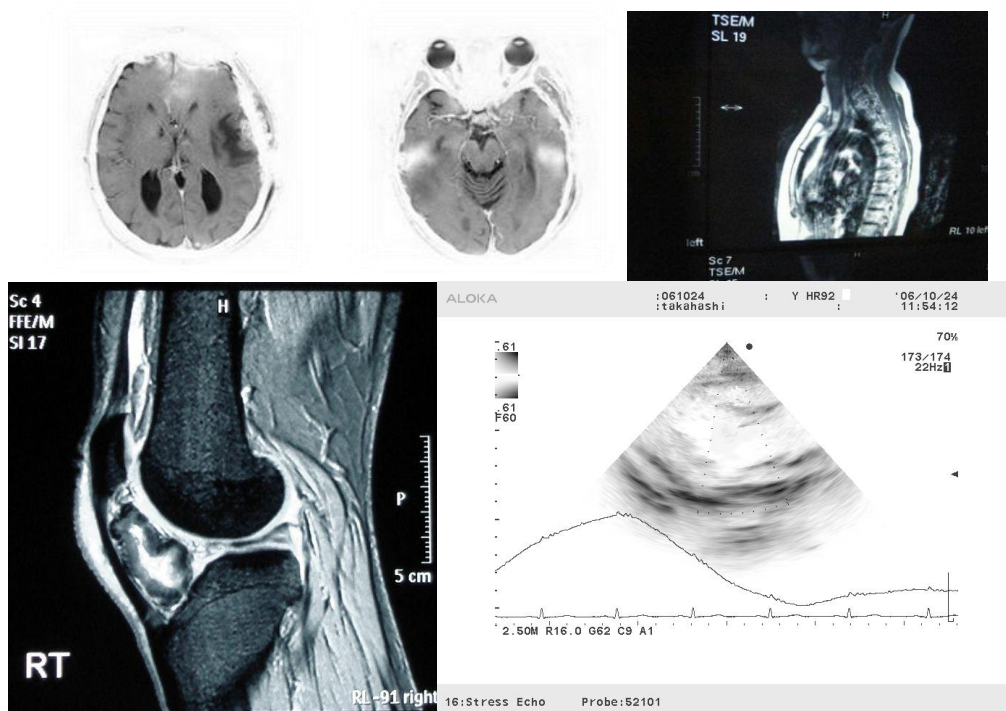 TSE/M
SL 19
H
cm
left
RL 10 left
Sc 7
TSE/M
H
Sc 4
FFE/M
Sl 17
H
P
5 cm
RT
RL -91 right
ALOKA
:061024 : Y HR92 '06/10/24
:takahashi : 11:54:12
70%
173/174
22Hz1
.61
.61
F60
2.50M R16.0 G62 C9 A1
16:Stress Echo Probe:52101